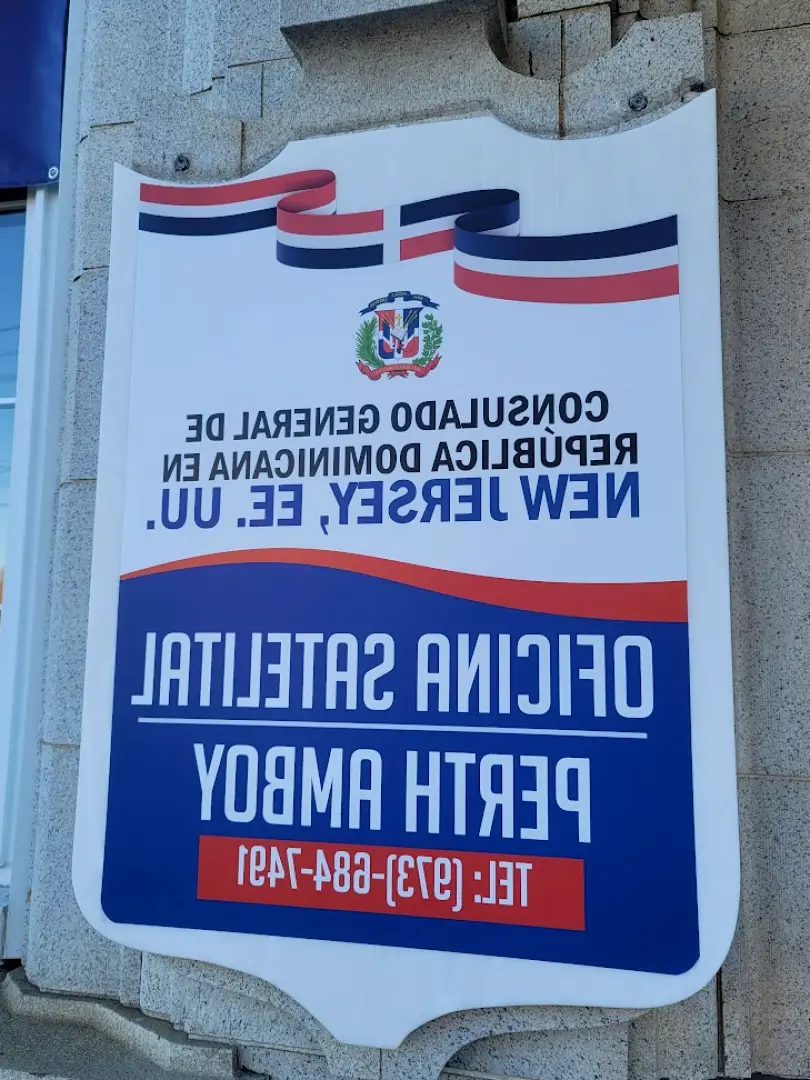 CONSULADO GENERAL DE
REPÚBLICA DOMINICANA EN
NEW JERSEY, EE. UU.
OFICINA SATELITAL
PERTH AMBOY
TEL: (973)-684-7491